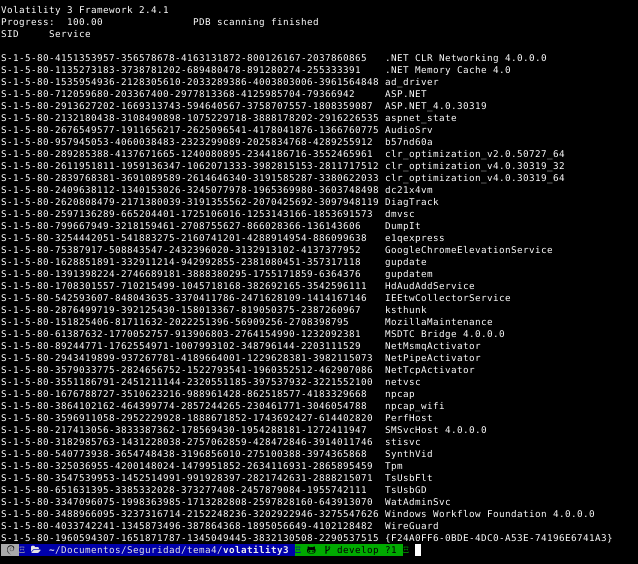 Volatility 3 Framework 2.4.1
Progress:  100.00               PDB scanning finished
SID     Service
S-1-5-80-4151353957-356578678-4163131872-800126167-2037860865   .NET CLR Networking 4.0.0.0
S-1-5-80-1135273183-3738781202-689480478-891280274-255333391    .NET Memory Cache 4.0
S-1-5-80-1535954936-2128305610-2033289386-4003803006-3961564848 ad_driver
S-1-5-80-712059680-203367400-2977813368-4125985704-79366942     ASP.NET
S-1-5-80-2913627202-1669313743-594640567-3758707557-1808359087  ASP.NET_4.0.30319
S-1-5-80-2132180438-3108490898-1075229718-3888178202-2916226535 aspnet_state
S-1-5-80-2676549577-1911656217-2625096541-4178041876-1366760775 AudioSrv
S-1-5-80-957945053-4060038483-2323299089-2025834768-4289255912  b57nd60a
S-1-5-80-289285388-4137671665-1240080895-2344186716-3552465961  clr_optimization_v2.0.50727_64
S-1-5-80-2611951811-1959136347-1062071333-3982815153-2811717512 clr_optimization_v4.0.30319_32
S-1-5-80-2839768381-3691089589-2614646340-3191585287-3380622033 clr_optimization_v4.0.30319_64
S-1-5-80-2409638112-1340153026-3245077978-1965369980-3603748498 dc21x4vm
S-1-5-80-2620808479-2171380039-3191355562-2070425692-3097948119 DiagTrack
S-1-5-80-2597136289-665204401-1725106016-1253143166-1853691573  dmvsc
S-1-5-80-799667949-3218159461-2708755627-866028366-136143606    DumpIt
S-1-5-80-3254442051-541883275-2160741201-4288914954-886099638   e1qexpress
S-1-5-80-75387917-508843547-2432396020-3132913102-4137377952    GoogleChromeElevationService
S-1-5-80-1628851891-332911214-942992855-2381080451-357317118    gupdate
S-1-5-80-1391398224-2746689181-3888380295-1755171859-6364376    gupdatem
S-1-5-80-1708301557-710215499-1045718168-382692165-3542596111   HdAudAddService
S-1-5-80-542593607-848043635-3370411786-2471628109-1414167146   IEEtwCollectorService
S-1-5-80-2876499719-392125430-158013367-819050375-2387260967    ksthunk
S-1-5-80-151825406-81711632-2022251396-56909256-2708398795      MozillaMaintenance
S-1-5-80-61387632-1770052757-913906803-2764154990-1232092381    MSDTC Bridge 4.0.0.0
S-1-5-80-89244771-1762554971-1007993102-348796144-2203111529    NetMsmqActivator
S-1-5-80-2943419899-937267781-4189664001-1229628381-3982115073  NetPipeActivator
S-1-5-80-3579033775-2824656752-1522793541-1960352512-462907086  NetTcpActivator
S-1-5-80-3551186791-2451211144-2320551185-397537932-3221552100  netvsc
S-1-5-80-1676788727-3510623216-988961428-862518577-4183329668   npcap
S-1-5-80-3864102162-464399774-2857244265-230461771-3046054788   npcap_wifi
S-1-5-80-3596911058-2952229928-1888671852-1743692427-614402820  PerfHost
S-1-5-80-217413056-3833387362-178569430-1954288181-1272411947   SMSvcHost 4.0.0.0
S-1-5-80-3182985763-1431228038-2757062859-428472846-3914011746  stisvc
S-1-5-80-540773938-3654748438-3196856010-275100388-3974365868   SynthVid
S-1-5-80-325036955-4200148024-1479951852-2634116931-2865895459  Tpm
S-1-5-80-3547539953-1452514991-991928397-2821742631-2888215071  TsUsbFlt
S-1-5-80-651631395-3385332028-373277408-2457879084-1955742111   TsUsbGD
S-1-5-80-3347096075-1998363985-1713282808-2597828160-643913070  WatAdminSvc
S-1-5-80-3488966095-3237316714-2152248236-3202922946-3275547626 Windows Workflow Foundation 4.0.0.0
S-1-5-80-4033742241-1345873496-387864368-1895056649-4102128482  WireGuard
S-1-5-80-1960594307-1651871787-1345049445-3832130508-2290537515 {F24A0FF6-0BDE-4DC0-A53E-74196E6741A3}
~/Documentos/Seguridad/tema4/volatility3 develop ?1